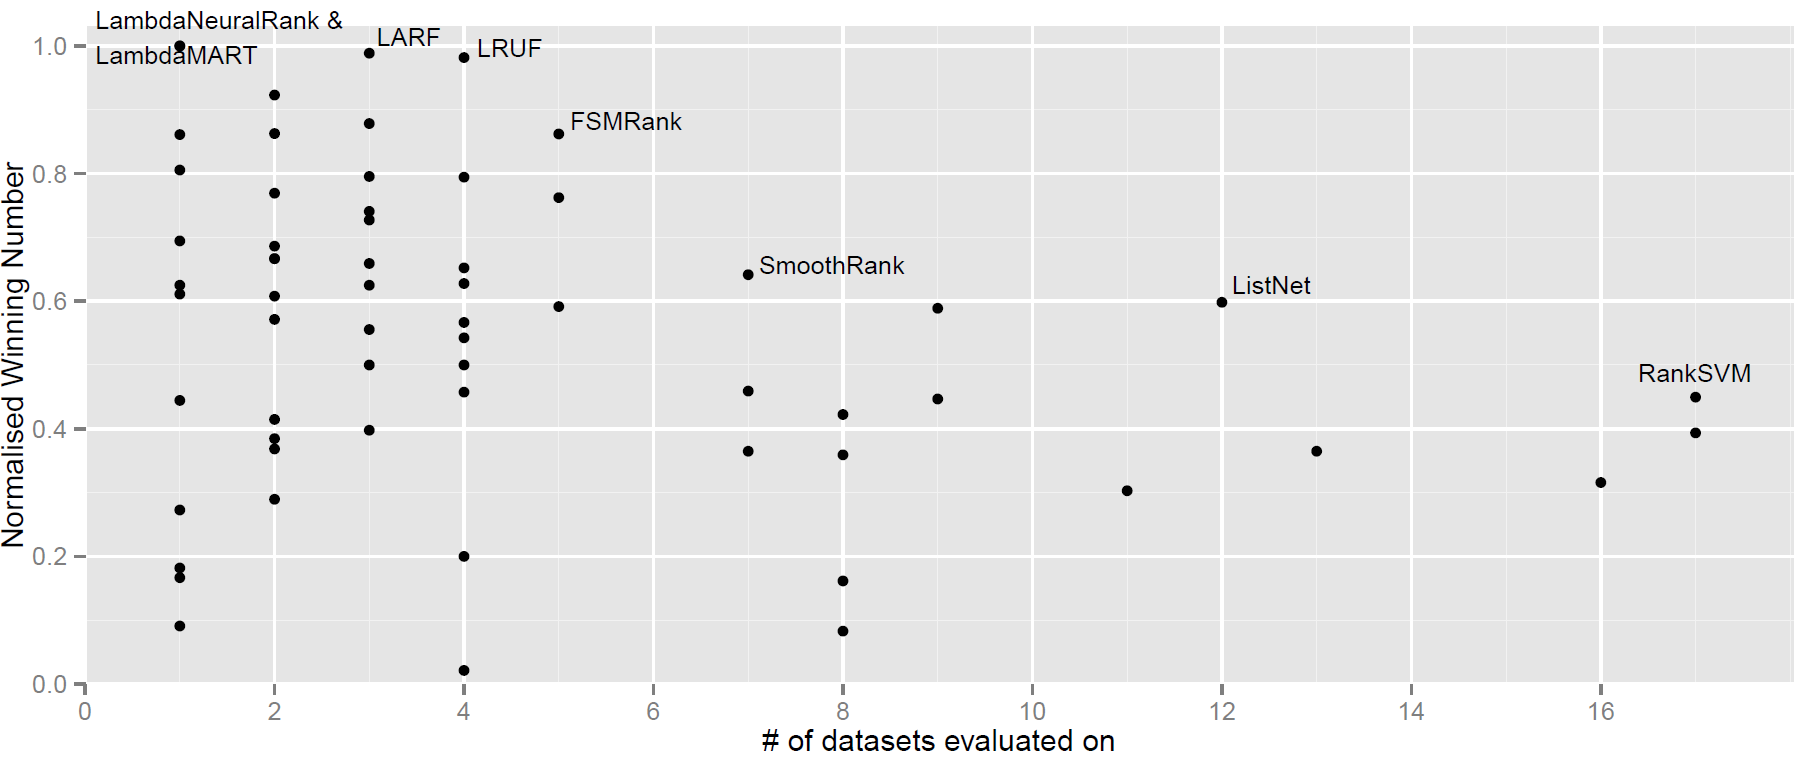 LambdaNeuralRank &
LambdaMART
LARF
LRUF
FSMRank
SmoothRank
ListNet
RankSVM
Normalised Winning Number
1.0
0.8
0.6
0.4
0.2
0.0
0 2 4 6 8 10 12 14 16
# of datasets evaluated on